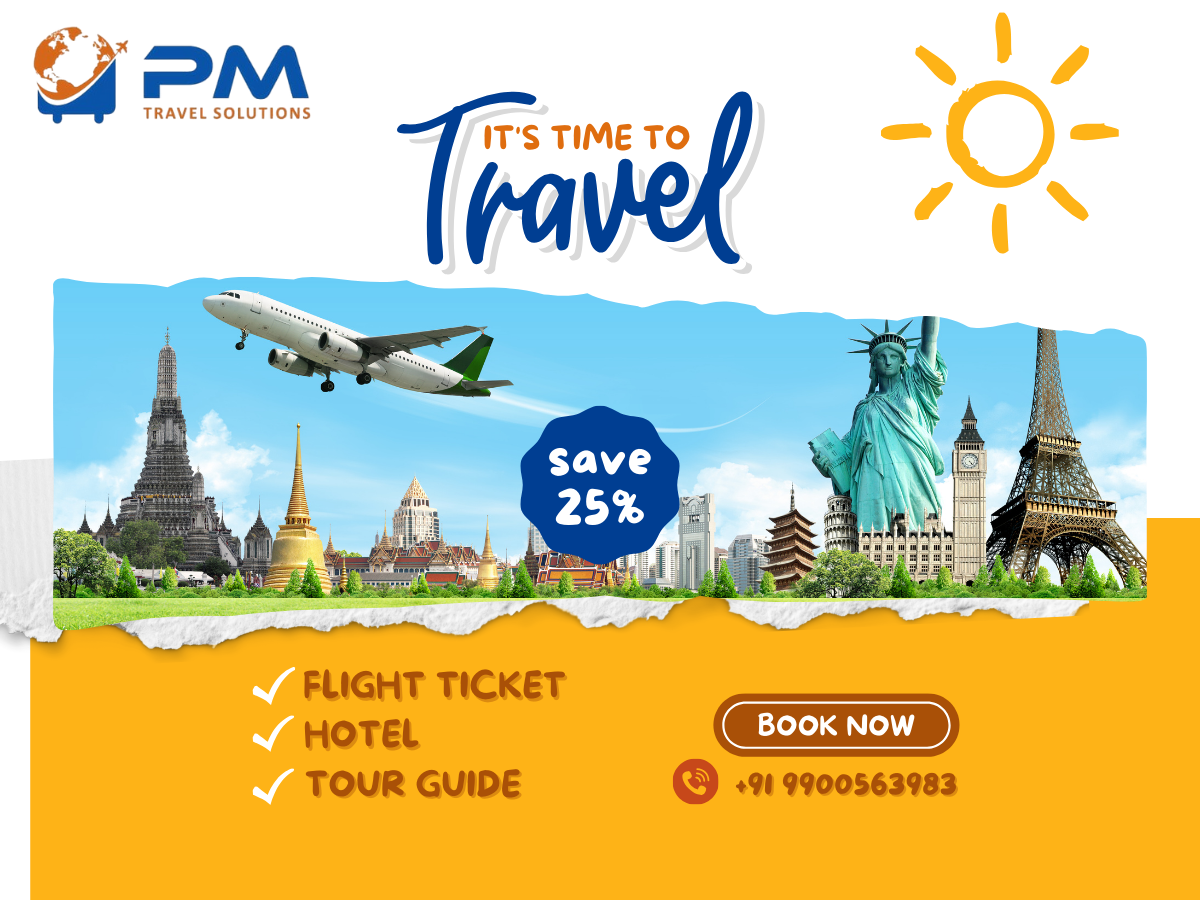 PM
TRAVEL SOLUTIONS
IT'S TIME TO
Travel
save
25%
FLIGHT TICKET
HOTEL
TOUR GUIDE
BOOK NOW
+91 9900563983